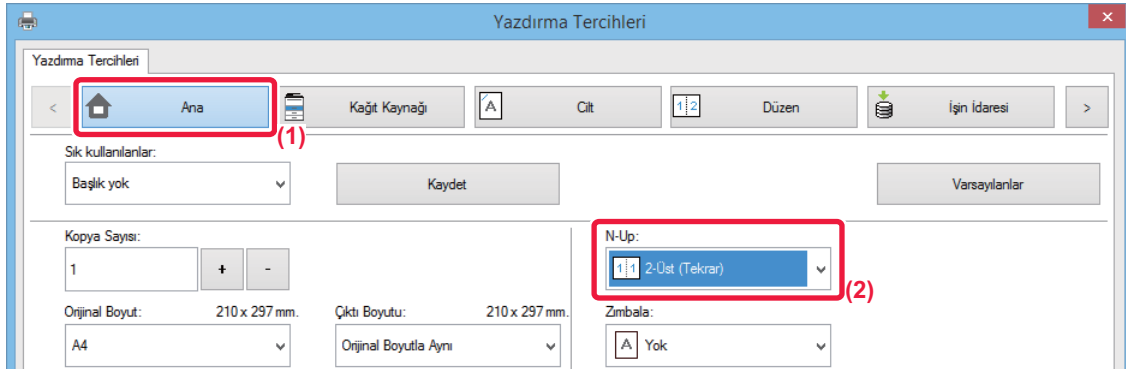 Yazdırma Tercihleri
×
Yazdırma Tercihleri
< Ana Kağıt Kaynağı A Cilt 1 2 Düzen İşin İdaresi >
(1)
Sık kullanılanlar:
Başlık yok Kaydet Varsayılanlar
Kopya Sayısı: N-Up:
1 + - 1 1 2-Üst (Tekrar)
(2)
Orijinal Boyut: 210 x 297 mm. Çıktı Boyutu: 210 x 297 mm. Zımbala:
A4 Orijinal Boyutla Aynı A Yok